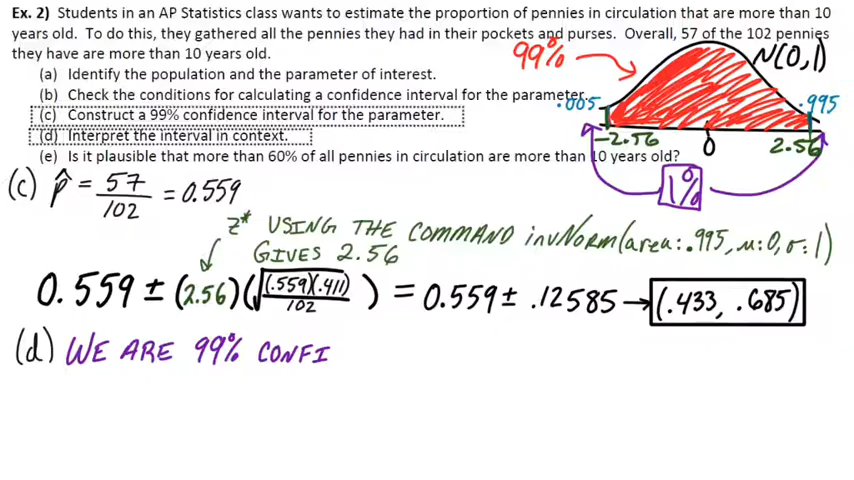 Ex. 2) Students in an AP Statistics class wants to estimate the proportion of pennies in circulation that are more than 10
years old. To do this, they gathered all the pennies they had in their pockets and purses. Overall, 57 of the 102 pennies
they have are more than 10 years old.
99%
N(0,1)
(a) Identify the population and the parameter of interest.
(b) Check the conditions for calculating a confidence interval for the parameter.
.005
.995
(c) Construct a 99% confidence interval for the parameter.
(d) Interpret the interval in context.
-2.56
0
2.56
(e) Is it plausible that more than 60% of all pennies in circulation are more than 10 years old?
1%
(c) p̂ = 57/102 = 0.559
z* USING THE COMMAND invNorm(area:.995, μ:0, σ:1)
GIVES 2.56
0.559 ± (2.56)(√(.559)(.411)/102) = 0.559 ± .12585 → (.433, .685)
(d) WE ARE 99% CONFI